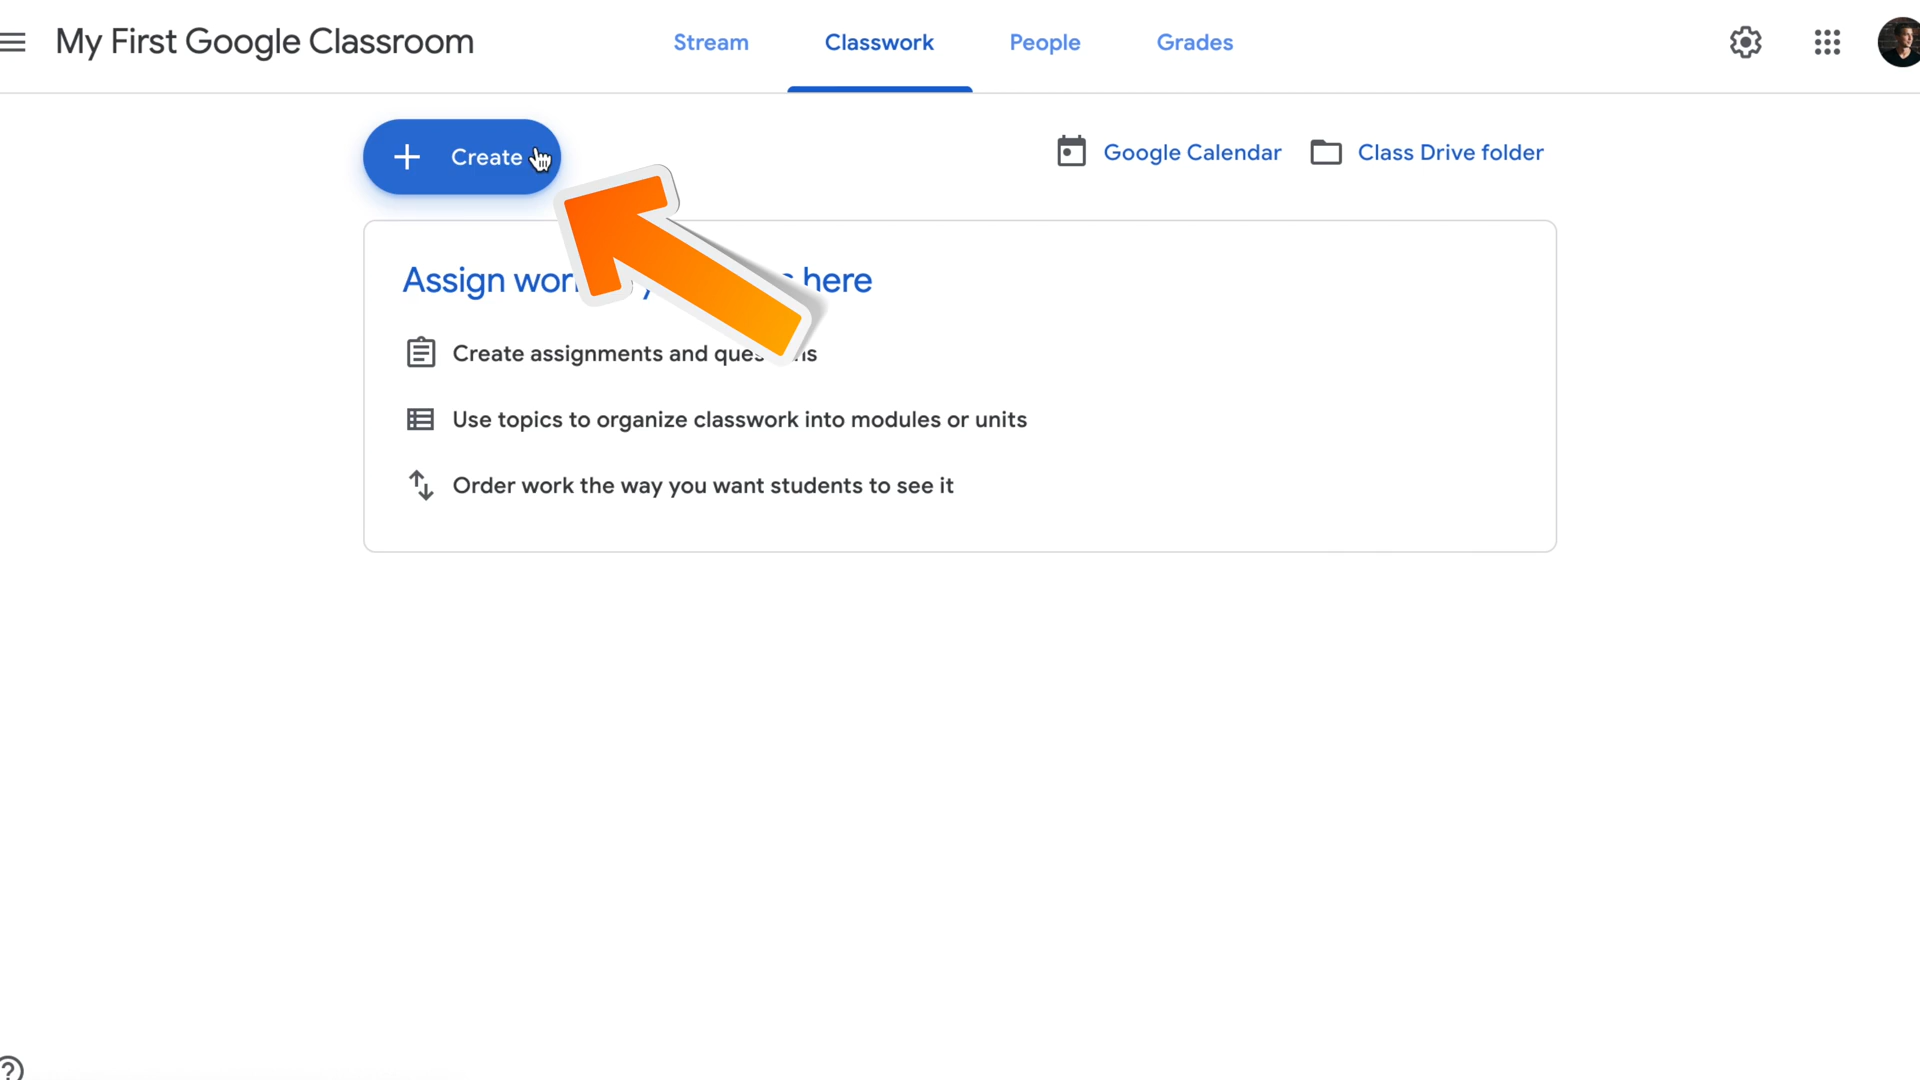 My First Google Classroom
Stream
Classwork
People
Grades
Create
Google Calendar
Class Drive folder
Assign here
Create assignments and
Use topics to organize classwork into modules or units
Order work the way you want students to see it